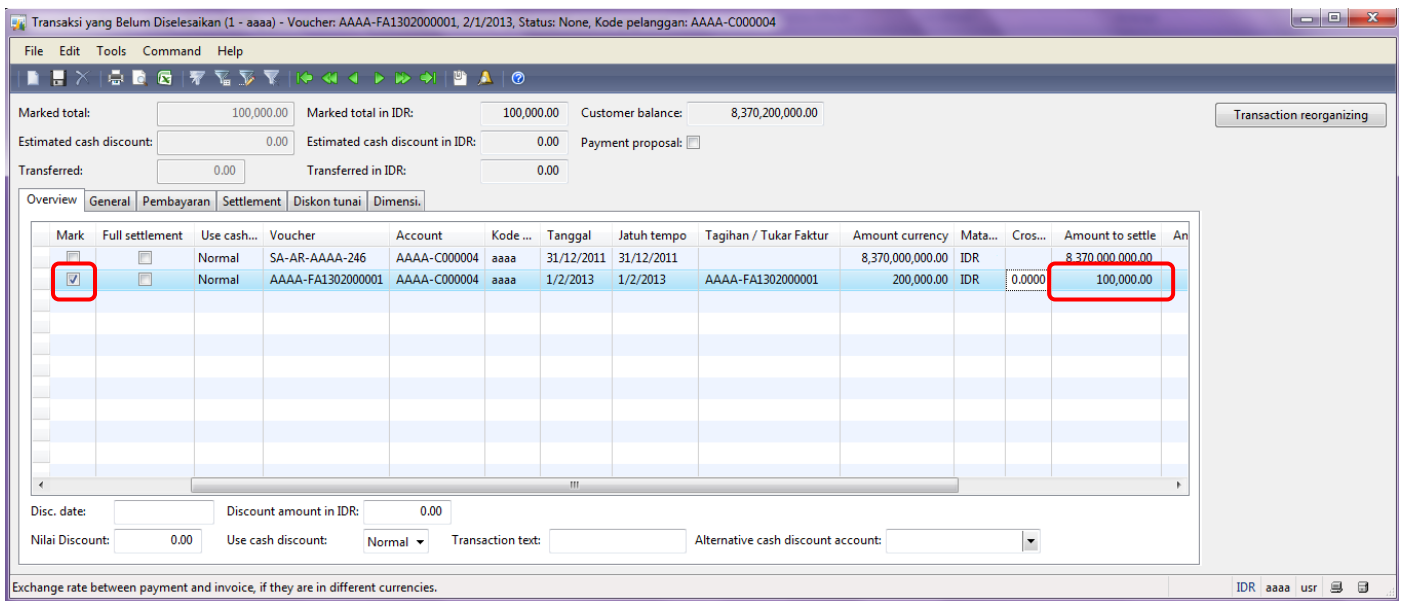 Transaksi yang Belum Diselesaikan (1 - aaaa) - Voucher: AAAA-FA1302000001, 2/1/2013, Status: None, Kode pelanggan: AAAA-C000004
File Edit Tools Command Help
Marked total: 100,000.00 Marked total in IDR: 100,000.00 Customer balance: 8,370,200,000.00 Transaction reorganizing
Estimated cash discount: 0.00 Estimated cash discount in IDR: 0.00 Payment proposal:
Transferred: 0.00 Transferred in IDR: 0.00
Overview General Pembayaran Settlement Diskon tunai Dimensi.
Mark Full settlement Use cash... Voucher Account Kode ... Tanggal Jatuh tempo Tagihan / Tukar Faktur Amount currency Mata... Cros... Amount to settle An
Normal SA-AR-AAAA-246 AAAA-C000004 aaaa 31/12/2011 31/12/2011 8,370,000,000.00 IDR 8,370,000,000.00
Normal AAAA-FA1302000001 AAAA-C000004 aaaa 1/2/2013 1/2/2013 AAAA-FA1302000001 200,000.00 IDR 0.0000 100,000.00
Disc. date: Discount amount in IDR: 0.00
Nilai Discount: 0.00 Use cash discount: Normal Transaction text: Alternative cash discount account:
Exchange rate between payment and invoice, if they are in different currencies. IDR aaaa usr